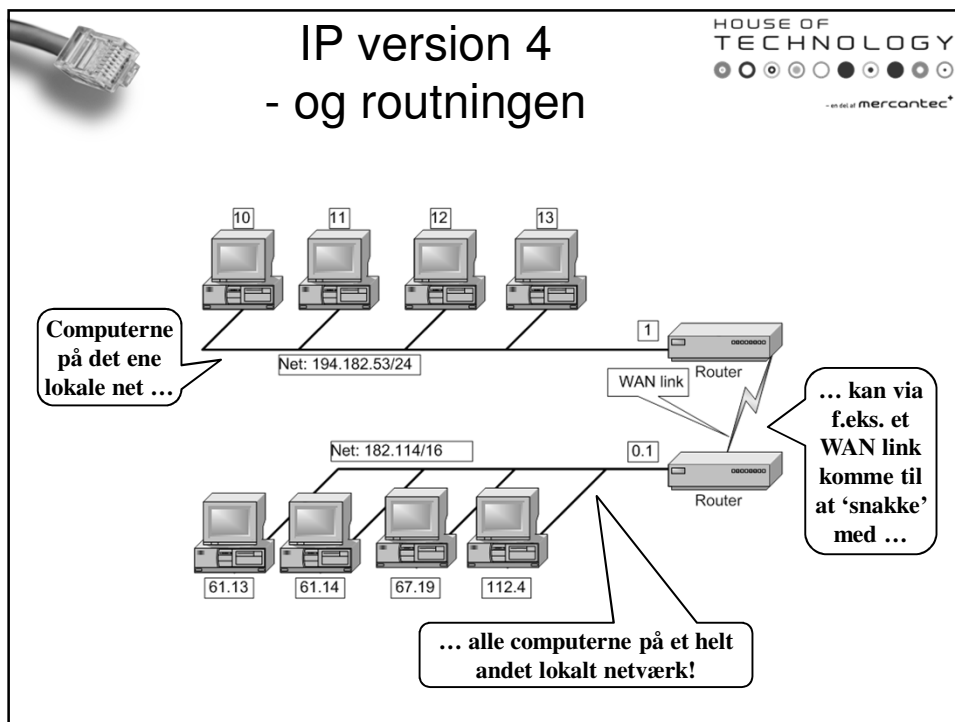 IP version 4
- og routningen
HOUSE OF
TECHNOLOGY
- en del af mercantec+
10
11
12
13
Computerne
på det ene
lokale net …
Net: 194.182.53/24
1
Router
WAN link
… kan via
f.eks. et
WAN link
komme til
at ‘snakke’
med …
Net: 182.114/16
0.1
Router
61.13
61.14
67.19
112.4
… alle computerne på et helt
andet lokalt netværk!